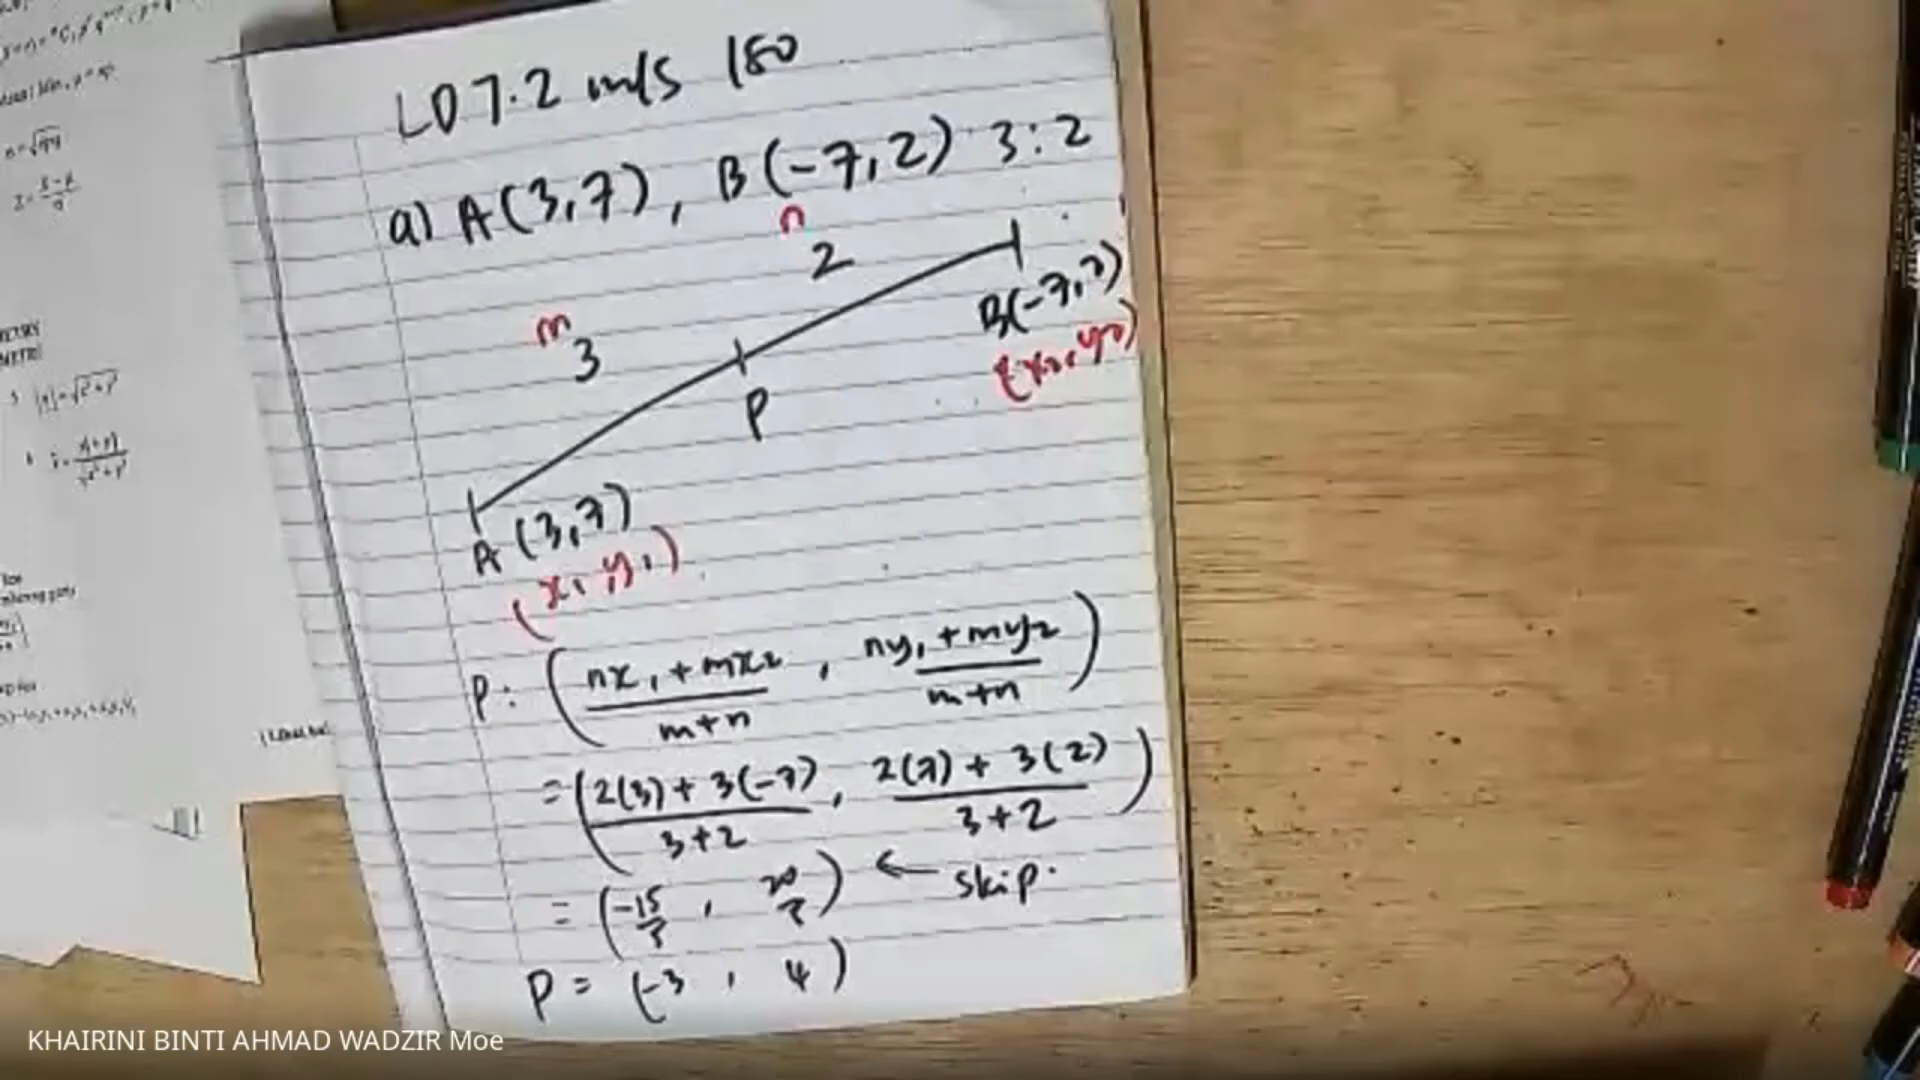 LD 7.2 m/s 180
a) A(3,7), B(-7,2) 3:2
n
2
m
3
B(-7,2)
(x₂, y₂)
P
A (3,7)
(x₁, y₁)
P: (nx₁ + mx₂ / m+n , ny₁ + my₂ / m+n)
= (2(3) + 3(-7) / 3+2 , 2(7) + 3(2) / 3+2)
= (-15/5 , 20/5) ← skip.
P = (-3 , 4)
KHAIRINI BINTI AHMAD WADZIR Moe